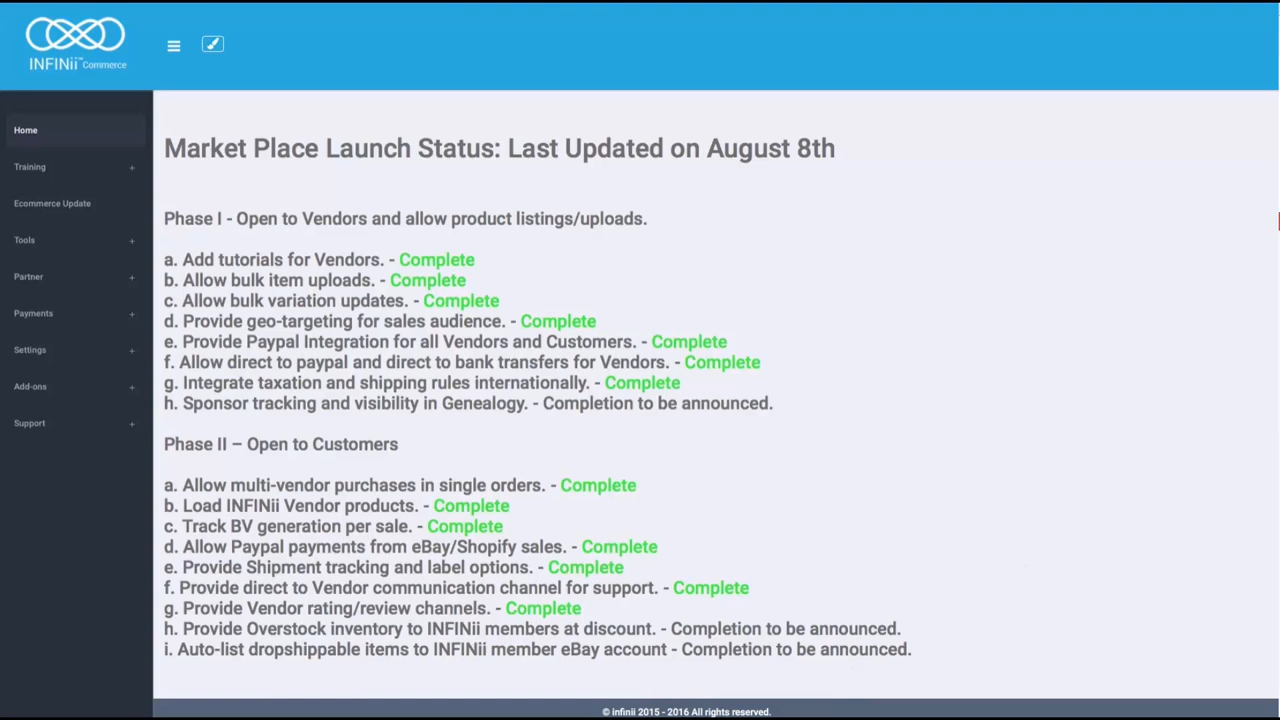 INFINii™ Commerce
Home
Training +
Ecommerce Update
Tools +
Partner +
Payments +
Settings +
Add-ons +
Support +
Market Place Launch Status: Last Updated on August 8th
Phase I - Open to Vendors and allow product listings/uploads.
a. Add tutorials for Vendors. - Complete
b. Allow bulk item uploads. - Complete
c. Allow bulk variation updates. - Complete
d. Provide geo-targeting for sales audience. - Complete
e. Provide Paypal Integration for all Vendors and Customers. - Complete
f. Allow direct to paypal and direct to bank transfers for Vendors. - Complete
g. Integrate taxation and shipping rules internationally. - Complete
h. Sponsor tracking and visibility in Genealogy. - Completion to be announced.
Phase II – Open to Customers
a. Allow multi-vendor purchases in single orders. - Complete
b. Load INFINii Vendor products. - Complete
c. Track BV generation per sale. - Complete
d. Allow Paypal payments from eBay/Shopify sales. - Complete
e. Provide Shipment tracking and label options. - Complete
f. Provide direct to Vendor communication channel for support. - Complete
g. Provide Vendor rating/review channels. - Complete
h. Provide Overstock inventory to INFINii members at discount. - Completion to be announced.
i. Auto-list dropshippable items to INFINii member eBay account - Completion to be announced.
© infinii 2015 - 2016 All rights reserved.